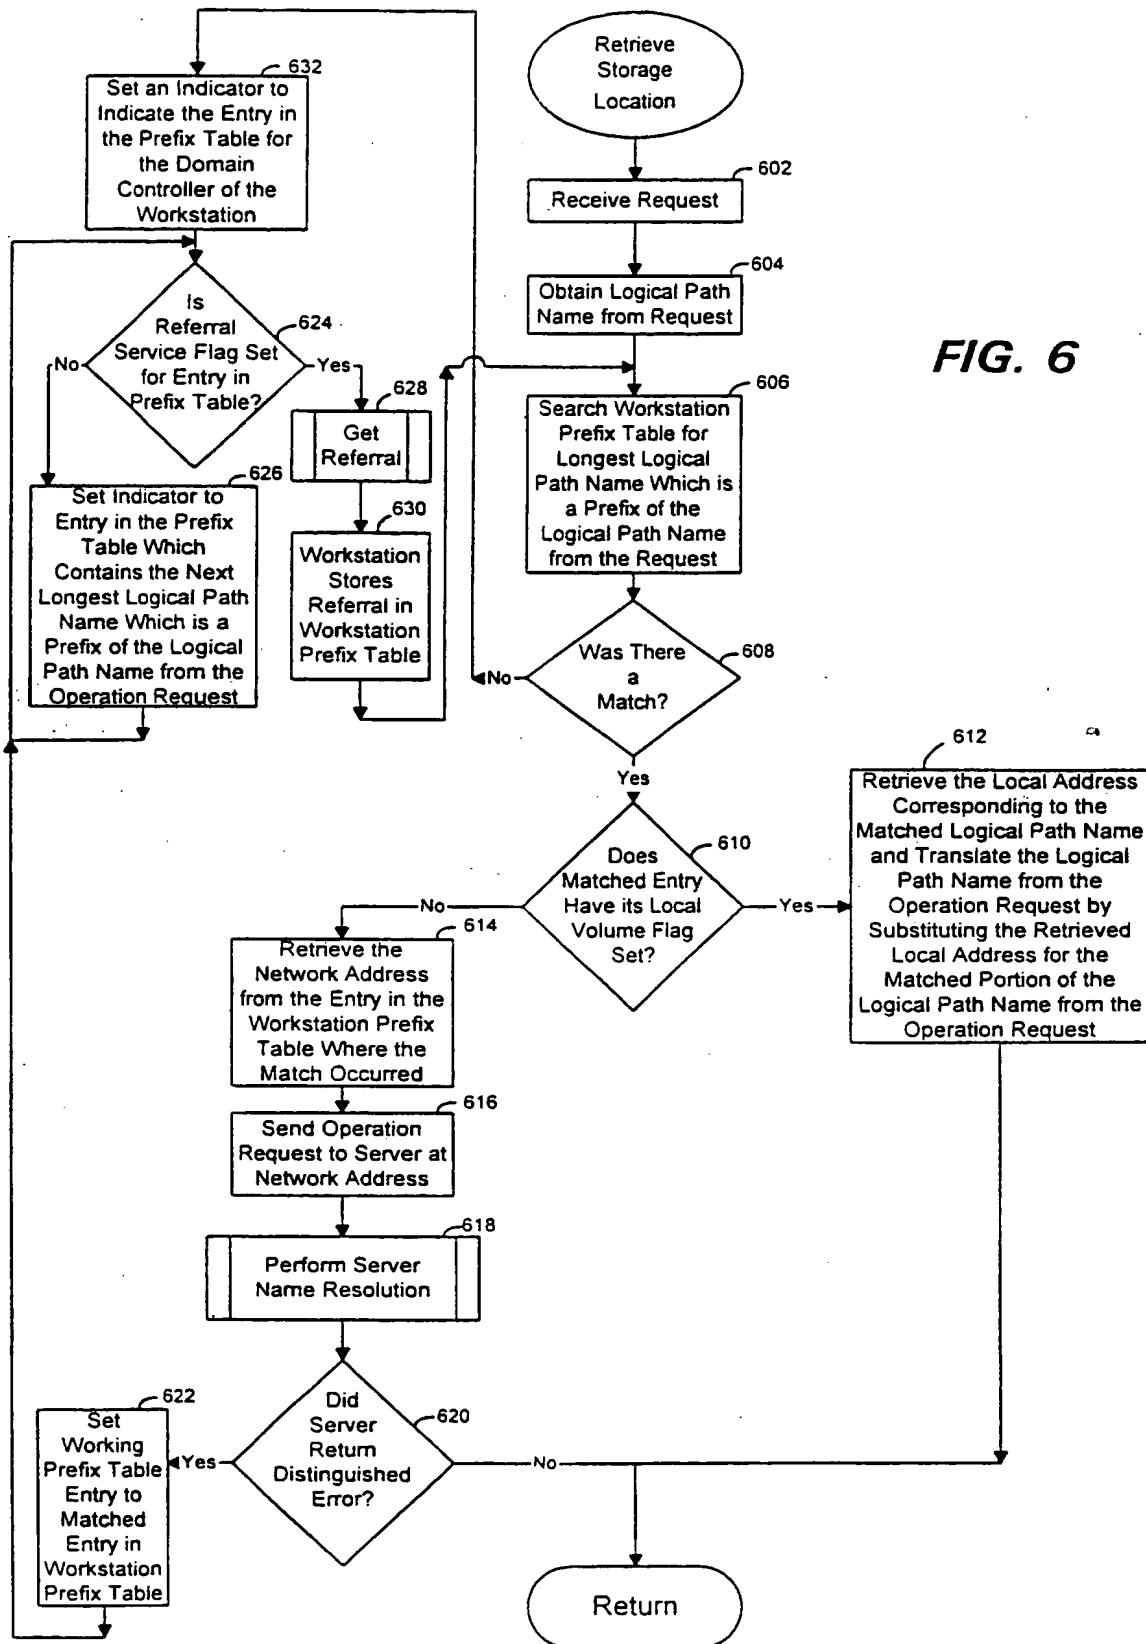 Retrieve
Storage
Location
602
Receive Request
604
Obtain Logical Path
Name from Request
FIG. 6
606
Search Workstation
Prefix Table for
Longest Logical
Path Name Which is
a Prefix of the
Logical Path Name
from the Request
608
Was There
a
Match?
No
Yes
632
Set an Indicator to
Indicate the Entry in
the Prefix Table for
the Domain
Controller of the
Workstation
624
Is
Referral
Service Flag Set
for Entry in
Prefix Table?
No
Yes
626
Set Indicator to
Entry in the Prefix
Table Which
Contains the Next
Longest Logical Path
Name Which is a
Prefix of the Logical
Path Name from the
Operation Request
628
Get
Referral
630
Workstation
Stores
Referral in
Workstation
Prefix Table
610
Does
Matched Entry
Have its Local
Volume Flag
Set?
No
Yes
612
Retrieve the Local Address
Corresponding to the
Matched Logical Path Name
and Translate the Logical
Path Name from the
Operation Request by
Substituting the Retrieved
Local Address for the
Matched Portion of the
Logical Path Name from the
Operation Request
614
Retrieve the
Network Address
from the Entry in the
Workstation Prefix
Table Where the
Match Occurred
616
Send Operation
Request to Server at
Network Address
618
Perform Server
Name Resolution
620
Did
Server
Return
Distinguished
Error?
Yes
No
622
Set
Working
Prefix Table
Entry to
Matched
Entry in
Workstation
Prefix Table
Return